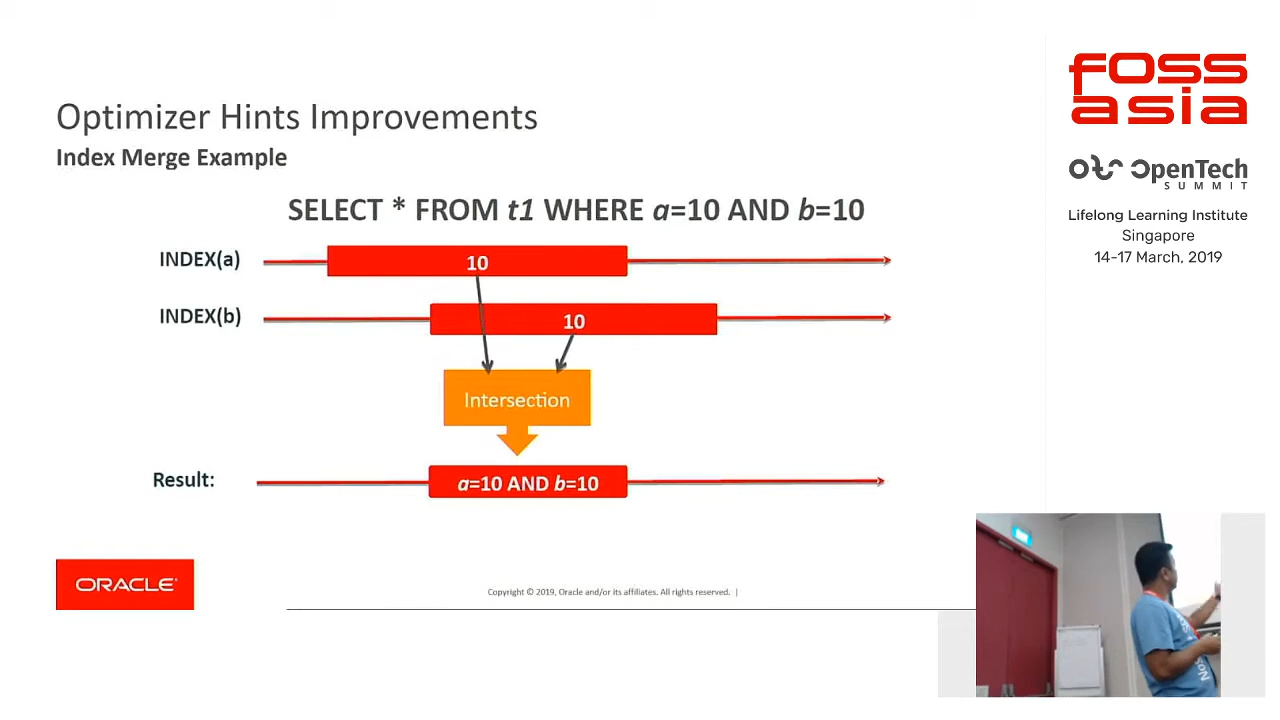 Optimizer Hints Improvements
Index Merge Example
SELECT * FROM t1 WHERE a=10 AND b=10
INDEX(a)
10
INDEX(b)
10
Intersection
Result:
a=10 AND b=10
ORACLE
Copyright © 2019, Oracle and/or its affiliates. All rights reserved. |
FOSS
asia
OpenTech
SUMMIT
Lifelong Learning Institute
Singapore
14-17 March, 2019